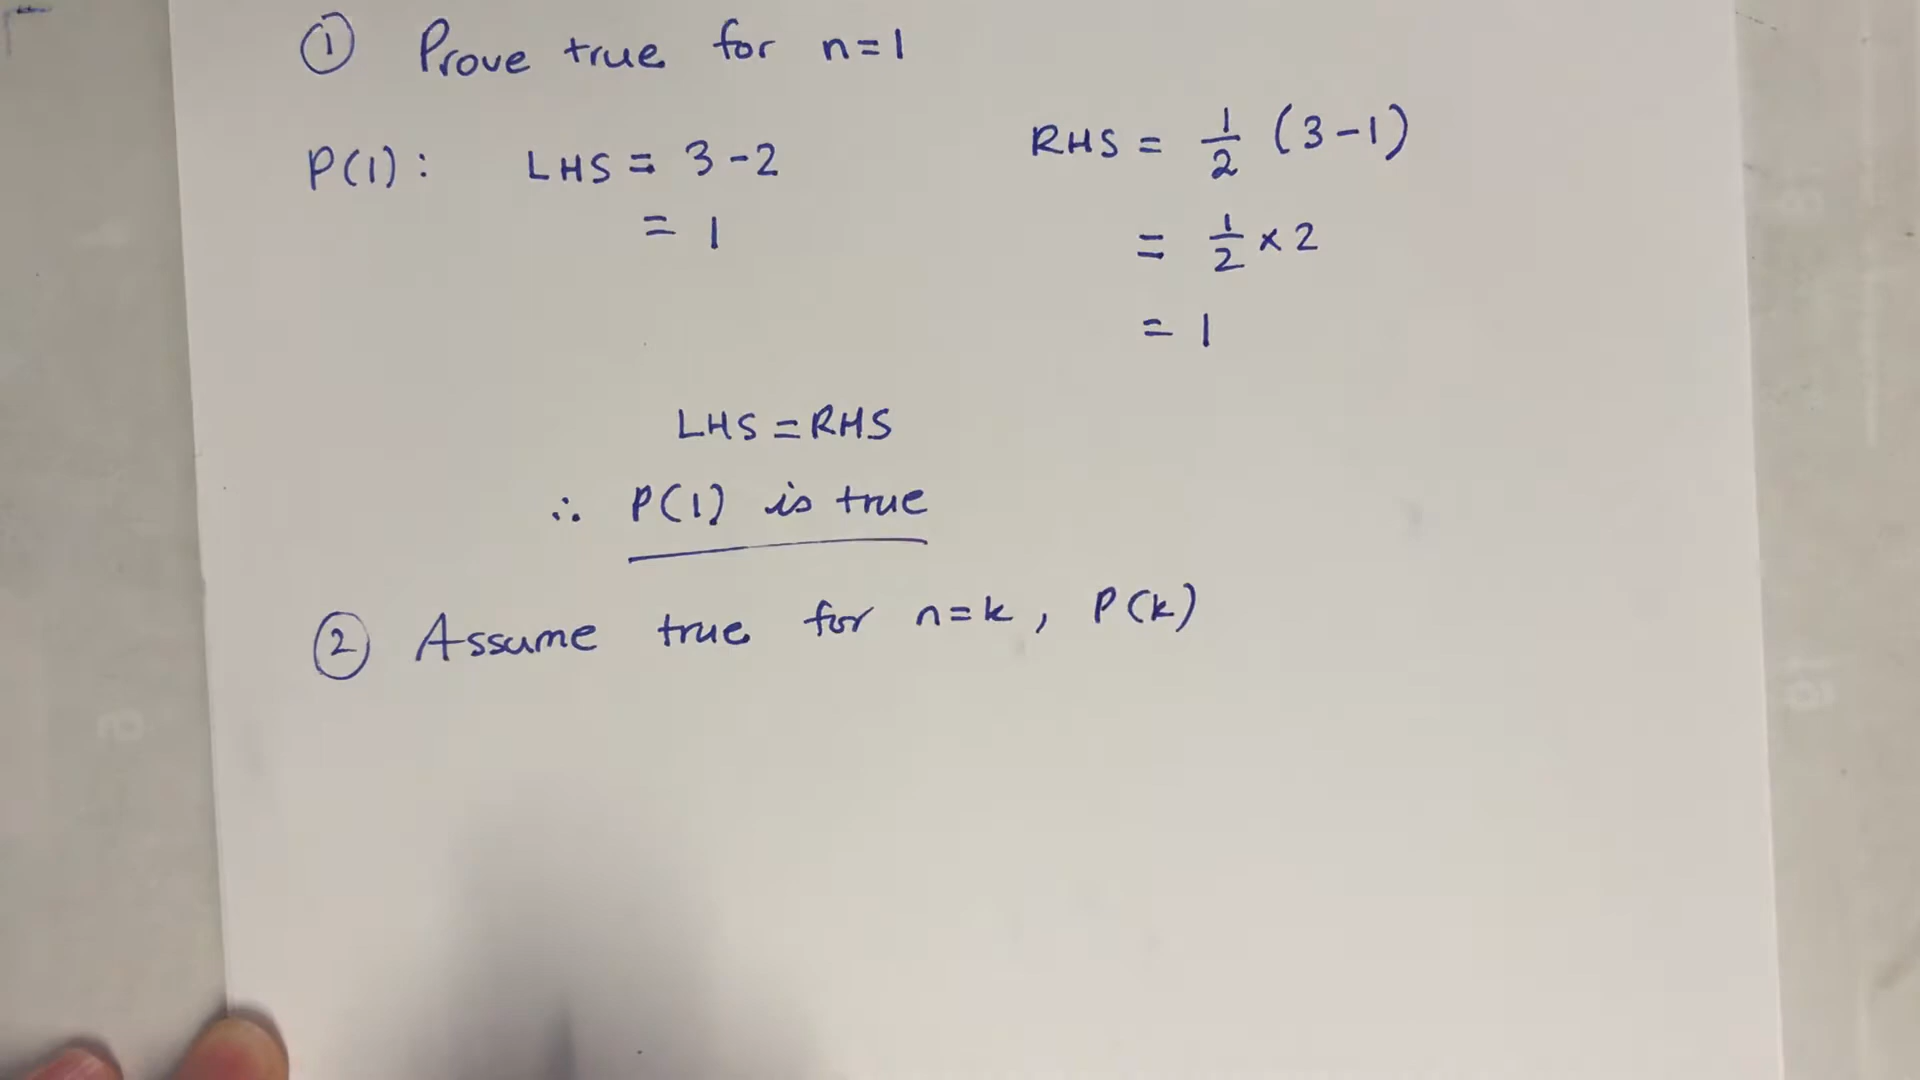 ① Prove true for n=1
P(1): LHS = 3-2
= 1
RHS = 1/2 (3-1)
= 1/2 × 2
= 1
LHS = RHS
∴ P(1) is true
② Assume true for n=k, P(k)